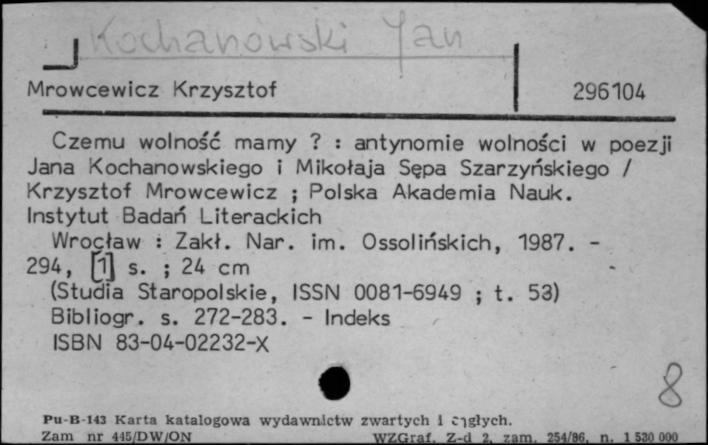 Kochanowski Jan
Mrowcewicz Krzysztof 296104
Czemu wolność mamy ? : antynomie wolności w poezji
Jana Kochanowskiego i Mikołaja Sępa Szarzyńskiego /
Krzysztof Mrowcewicz ; Polska Akademia Nauk.
Instytut Badań Literackich
Wrocław : Zakł. Nar. im. Ossolińskich, 1987. -
294, [1] s. ; 24 cm
(Studia Staropolskie, ISSN 0081-6949 ; t. 53)
Bibliogr. s. 272-283. - Indeks
ISBN 83-04-02232-X
8
Pu-B-143 Karta katalogowa wydawnictw zwartych i ciągłych.
Zam nr 445/DW/ON WZGraf. Z-d 2, zam. 254/86, n. 1 530 000